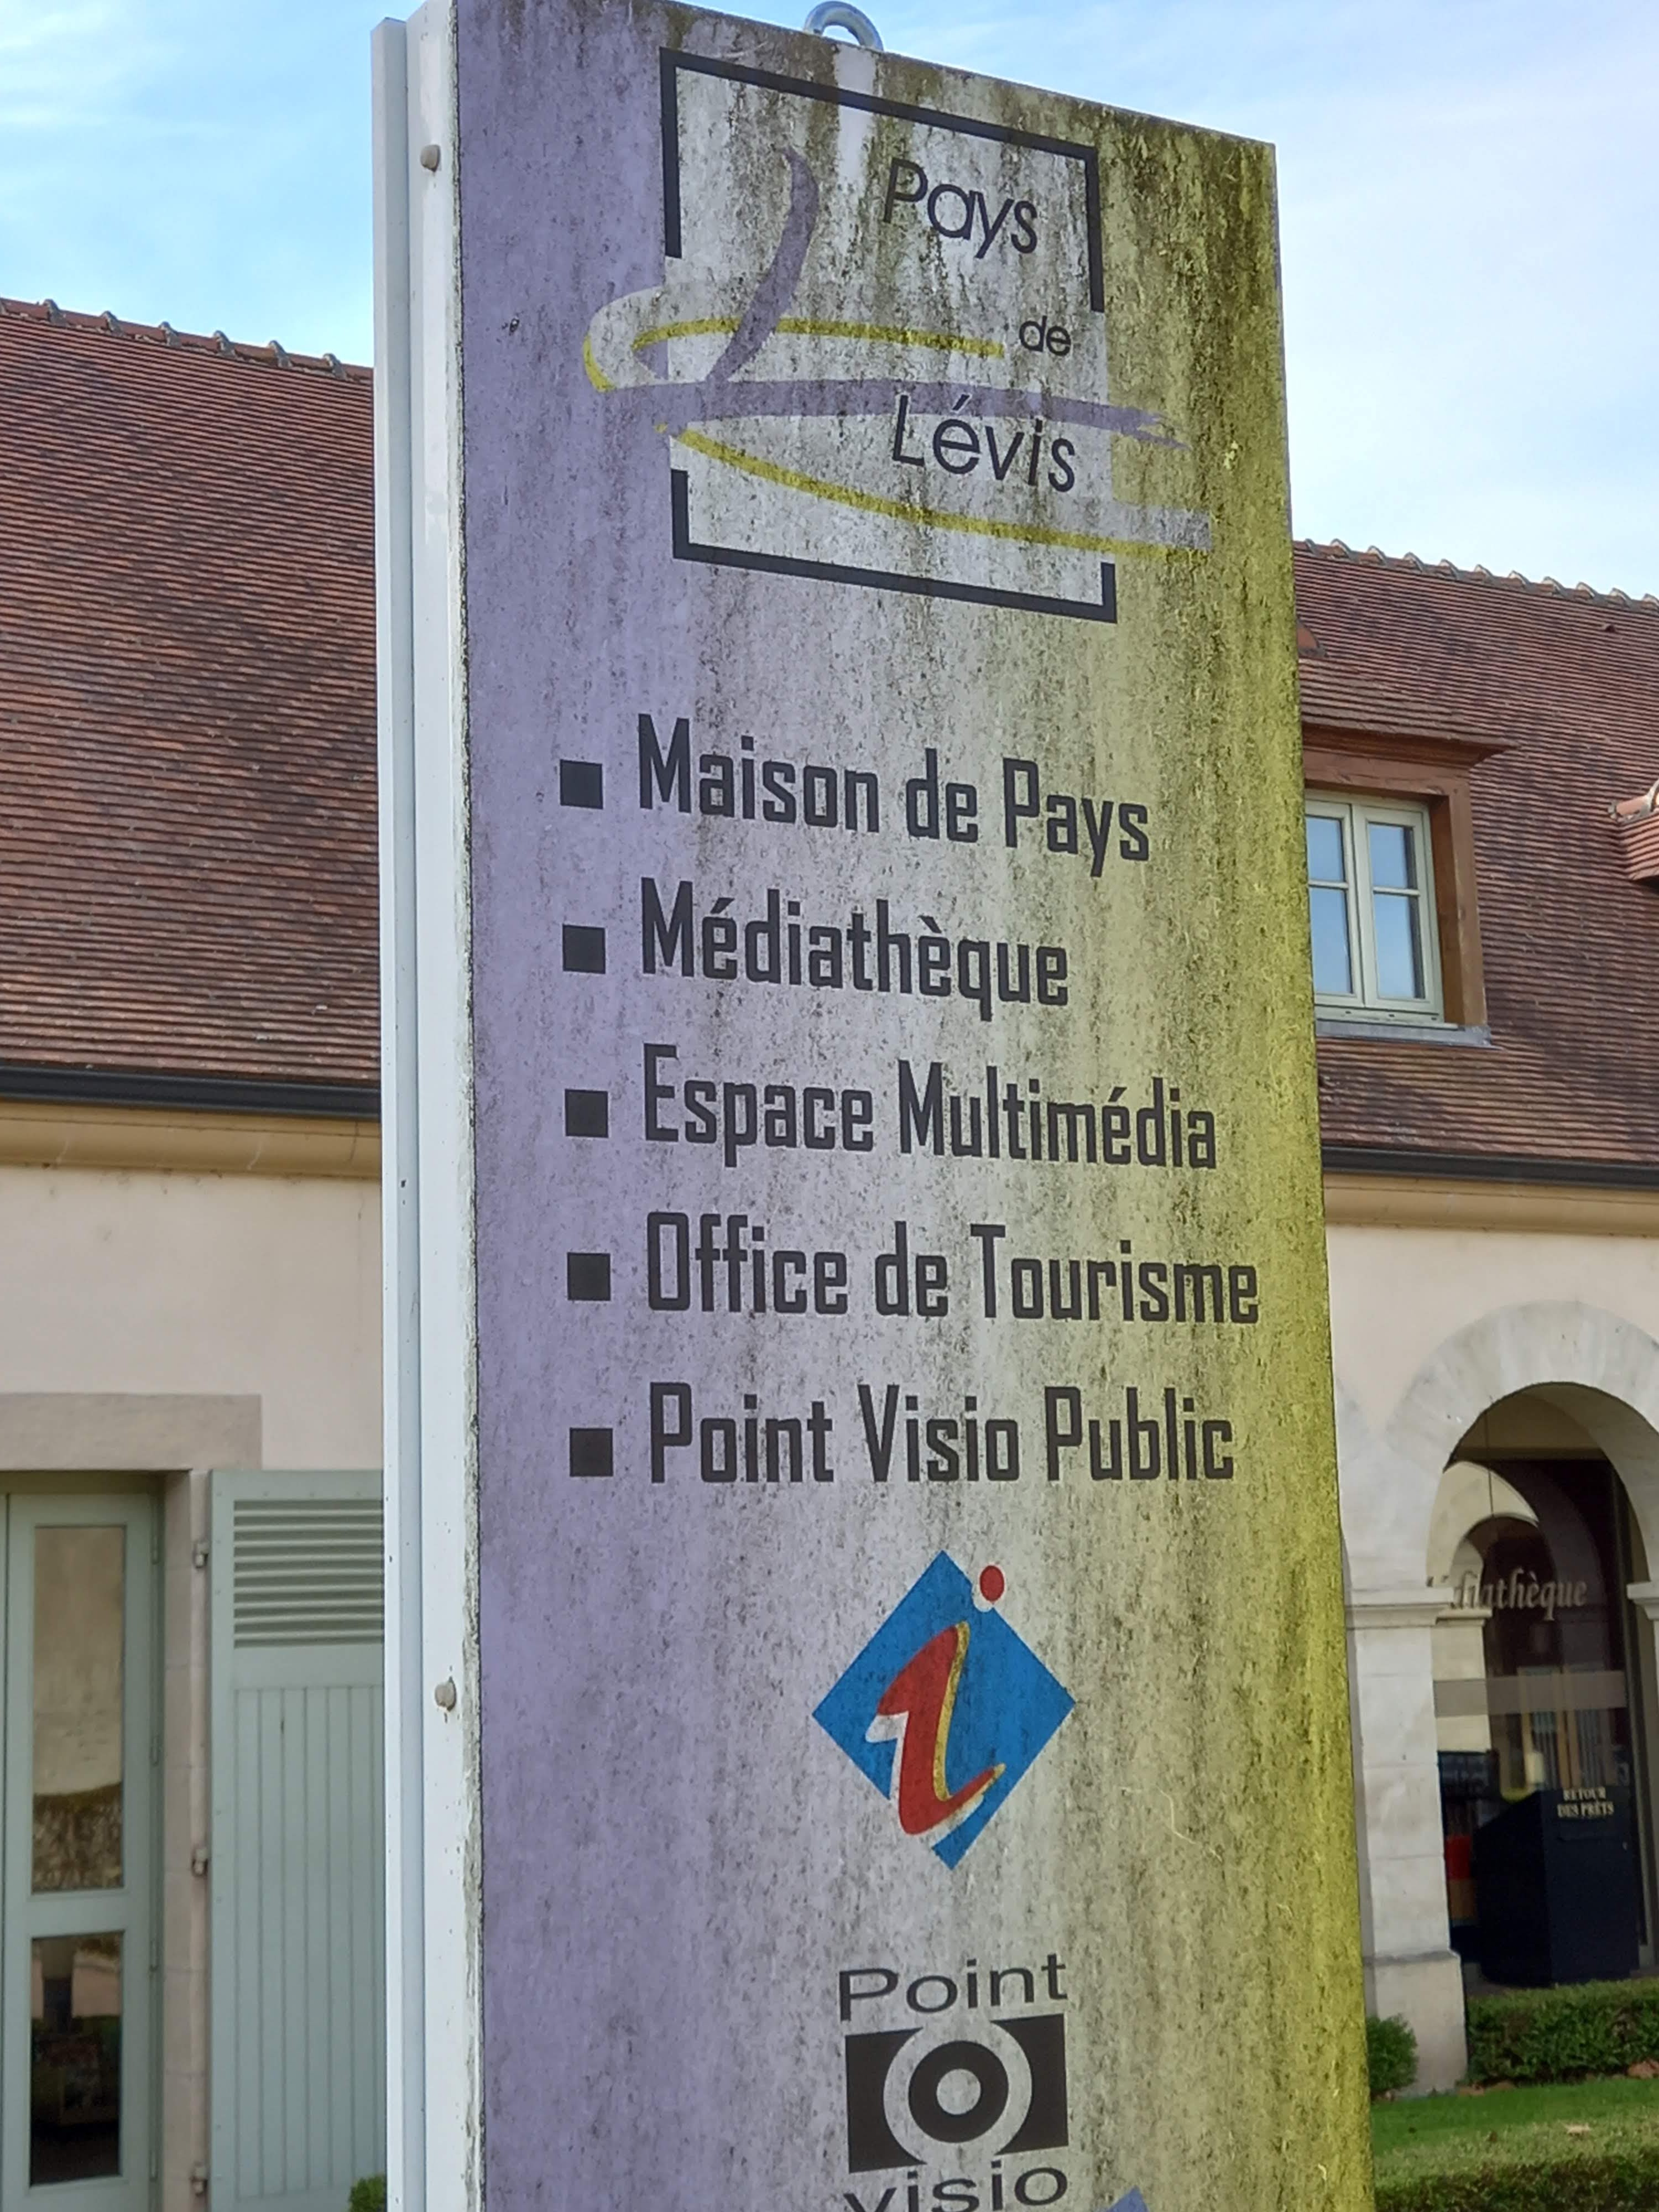 Pays
de
Lévis
Maison de Pays
Médiathèque
Espace Multimédia
Office de Tourisme
Point Visio Public
i
Point
visio
diathèque
RETOUR
DES PRÊTS